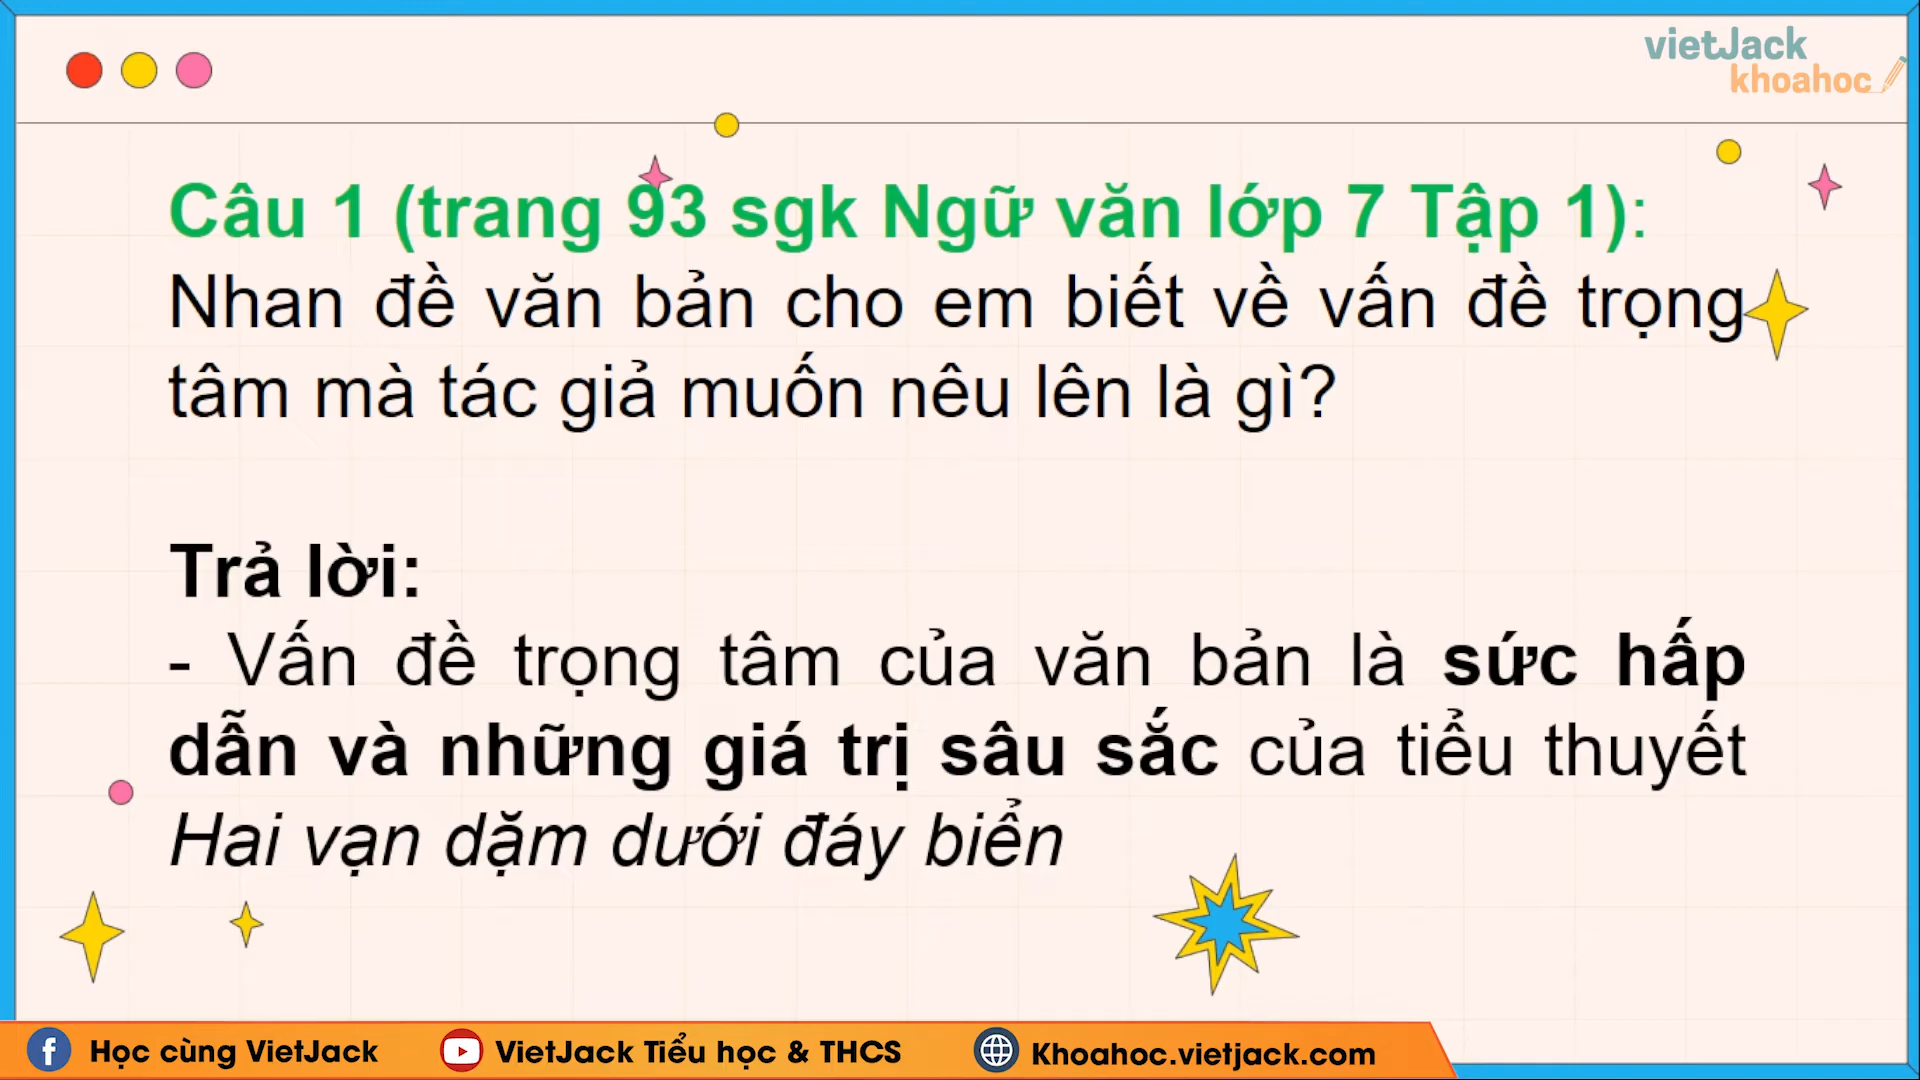 vietJack
khoahoc
Câu 1 (trang 93 sgk Ngữ văn lớp 7 Tập 1):
Nhan đề văn bản cho em biết về vấn đề trọng
tâm mà tác giả muốn nêu lên là gì?
Trả lời:
- Vấn đề trọng tâm của văn bản là sức hấp
dẫn và những giá trị sâu sắc của tiểu thuyết
Hai vạn dặm dưới đáy biển
Học cùng VietJack
VietJack Tiểu học & THCS
Khoahoc.vietjack.com